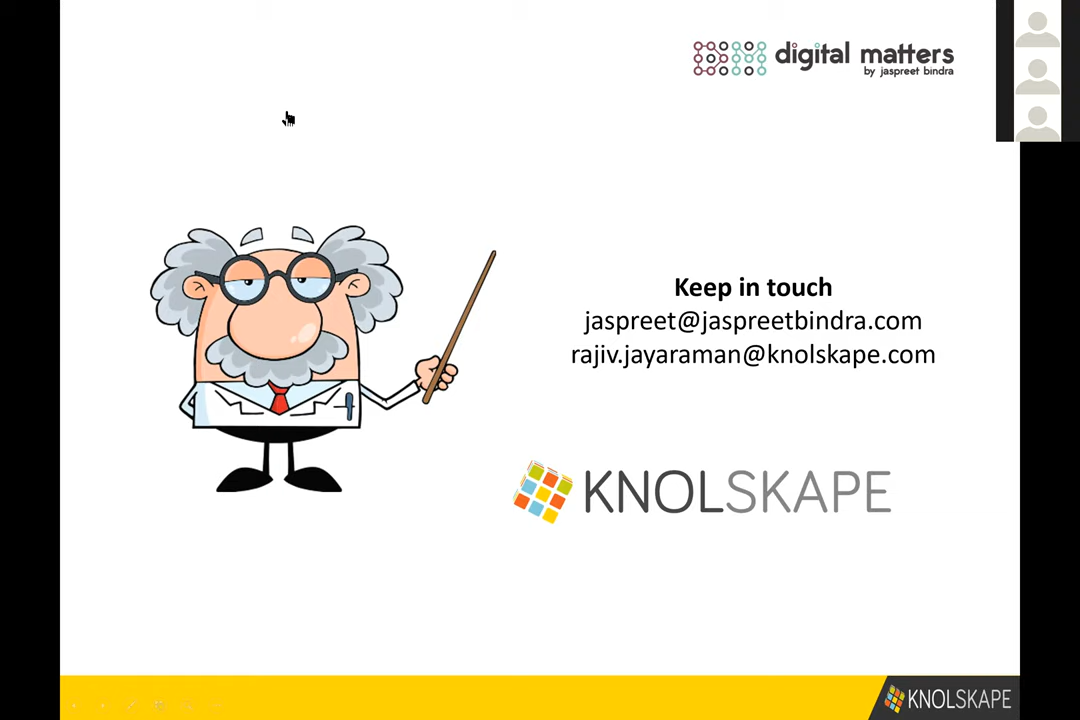 digital matters
by jaspreet bindra
Keep in touch
jaspreet@jaspreetbindra.com
rajiv.jayaraman@knolskape.com
KNOLSKAPE
KNOLSKAPE